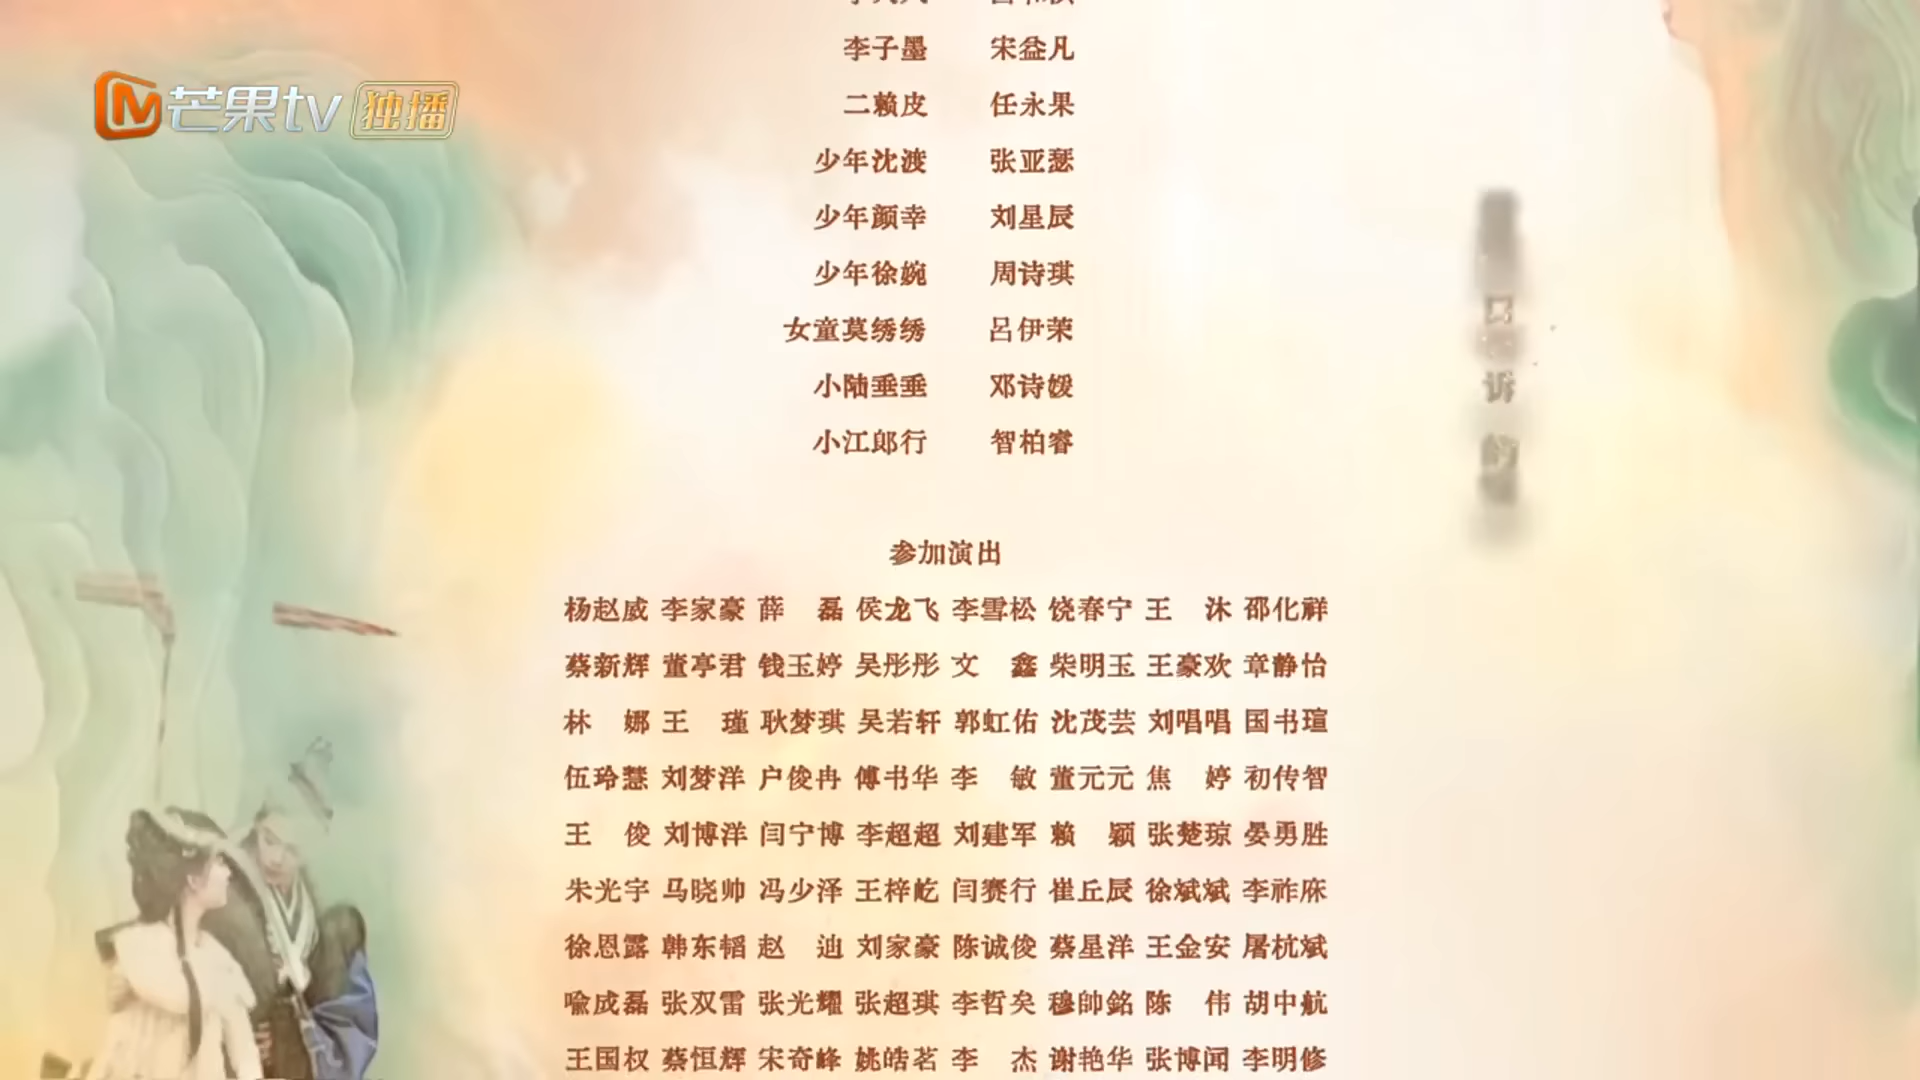 芒果tv 独播
李子墨 宋益凡
二赖皮 任永果
少年沈渡 张亚瑟
少年颜幸 刘星辰
少年徐婉 周诗琪
女童莫绣绣 吕伊荣
小陆垂垂 邓诗媛
小江郎行 智柏睿
诉
参加演出
杨赵威 李家豪 薛 磊 侯龙飞 李雪松 饶春宁 王 沐 邵化祥
蔡新辉 董亭君 钱玉婷 吴彤彤 文 鑫 柴明玉 王豪欢 章静怡
林 娜 王 瑾 耿梦琪 吴若轩 郭虹佑 沈茂芸 刘唱唱 国书瑄
伍玲慧 刘梦洋 户俊冉 傅书华 李 敏 董元元 焦 婷 初传智
王 俊 刘博洋 闫宁博 李超超 刘建军 赖 颖 张楚琼 晏勇胜
朱光宇 马晓帅 冯少泽 王梓屹 闫赛行 崔丘辰 徐斌斌 李祚庥
徐恩露 韩东韬 赵 迪 刘家豪 陈诚俊 蔡星洋 王金安 屠杭斌
喻成磊 张双雷 张光耀 张超琪 李哲矣 穆帥銘 陈 伟 胡中航
王国权 蔡恒辉 宋奇峰 姚皓茗 李 杰 谢艳华 张博闻 李明修